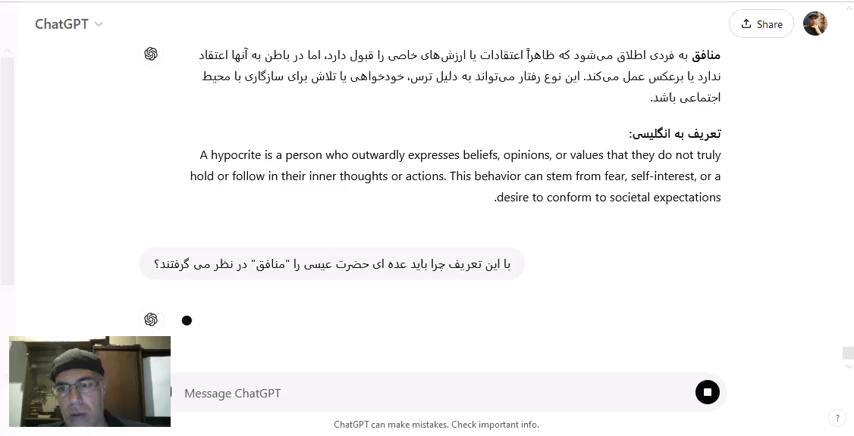 ChatGPT
Share
منافق به فردی اطلاق می‌شود که ظاهراً اعتقادات یا ارزش‌های خاصی را قبول دارد، اما در باطن به آنها اعتقاد
ندارد یا برعکس عمل می‌کند. این نوع رفتار می‌تواند به دلیل ترس، خودخواهی یا تلاش برای سازگاری با محیط
اجتماعی باشد.
تعریف به انگلیسی:
A hypocrite is a person who outwardly expresses beliefs, opinions, or values that they do not truly
hold or follow in their inner thoughts or actions. This behavior can stem from fear, self-interest, or a
.desire to conform to societal expectations
با این تعریف چرا باید عده ای حضرت عیسی را "منافق" در نظر می گرفتند؟
Message ChatGPT
ChatGPT can make mistakes. Check important info.
?